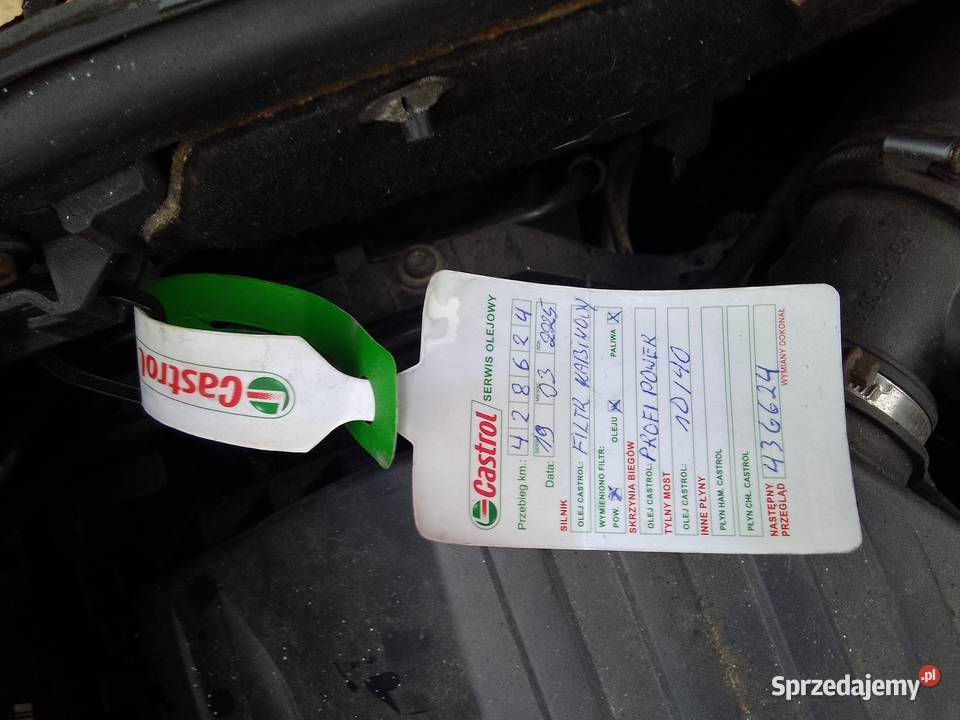 Castrol
Castrol SERWIS OLEJOWY
Przebieg km.: 428624
Data: 19 03 2025
SILNIK
OLEJ CASTROL: FILTR KABINOWY
WYMIENIONO FILTR:
POW. X OLEJU X PALIWA X
SKRZYNIA BIEGÓW
OLEJ CASTROL: PROFI POWER
TYLNY MOST
OLEJ CASTROL: 10/40
INNE PŁYNY
PŁYN HAM. CASTROL
PŁYN CHŁ. CASTROL
NASTĘPNY PRZEGLĄD 436624
WYMIANY DOKONAŁ
Sprzedajemy.pl